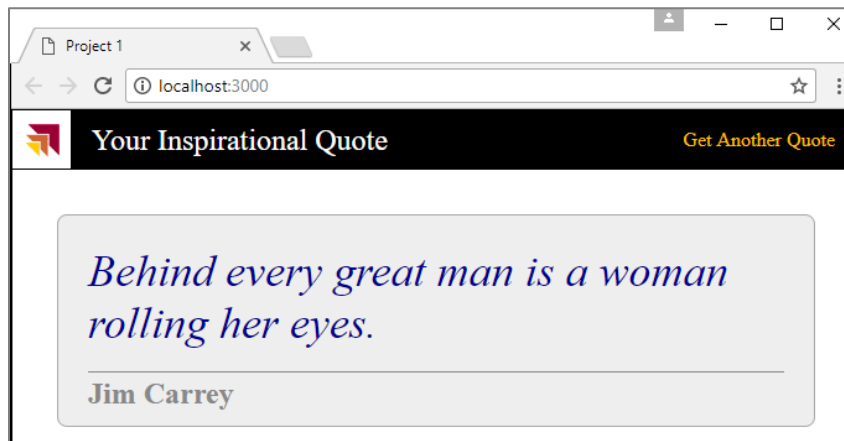 Project 1
localhost:3000
Your Inspirational Quote
Get Another Quote
Behind every great man is a woman
rolling her eyes.
Jim Carrey